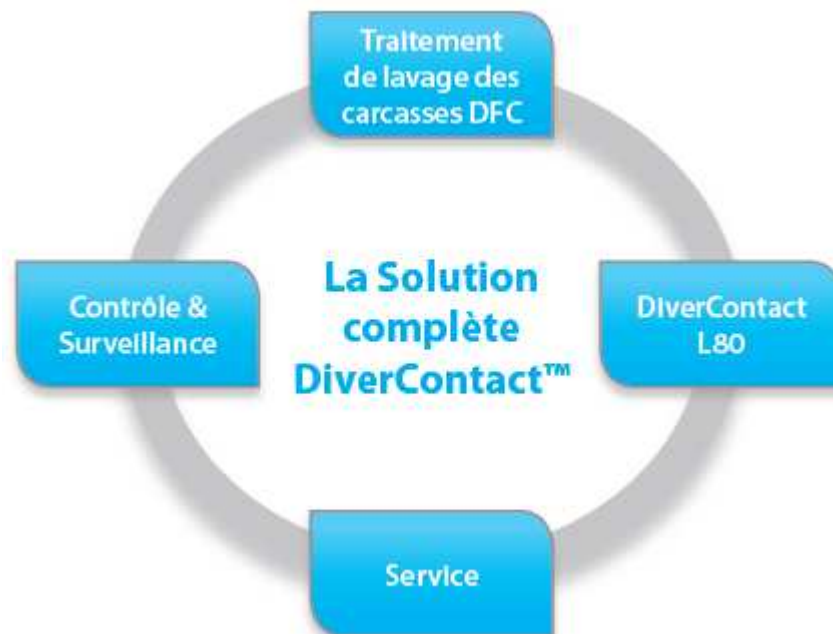 Traitement
de lavage des
carcasses DFC
La Solution
complète
DiverContact™
Contrôle &
Surveillance
DiverContact
L80
Service